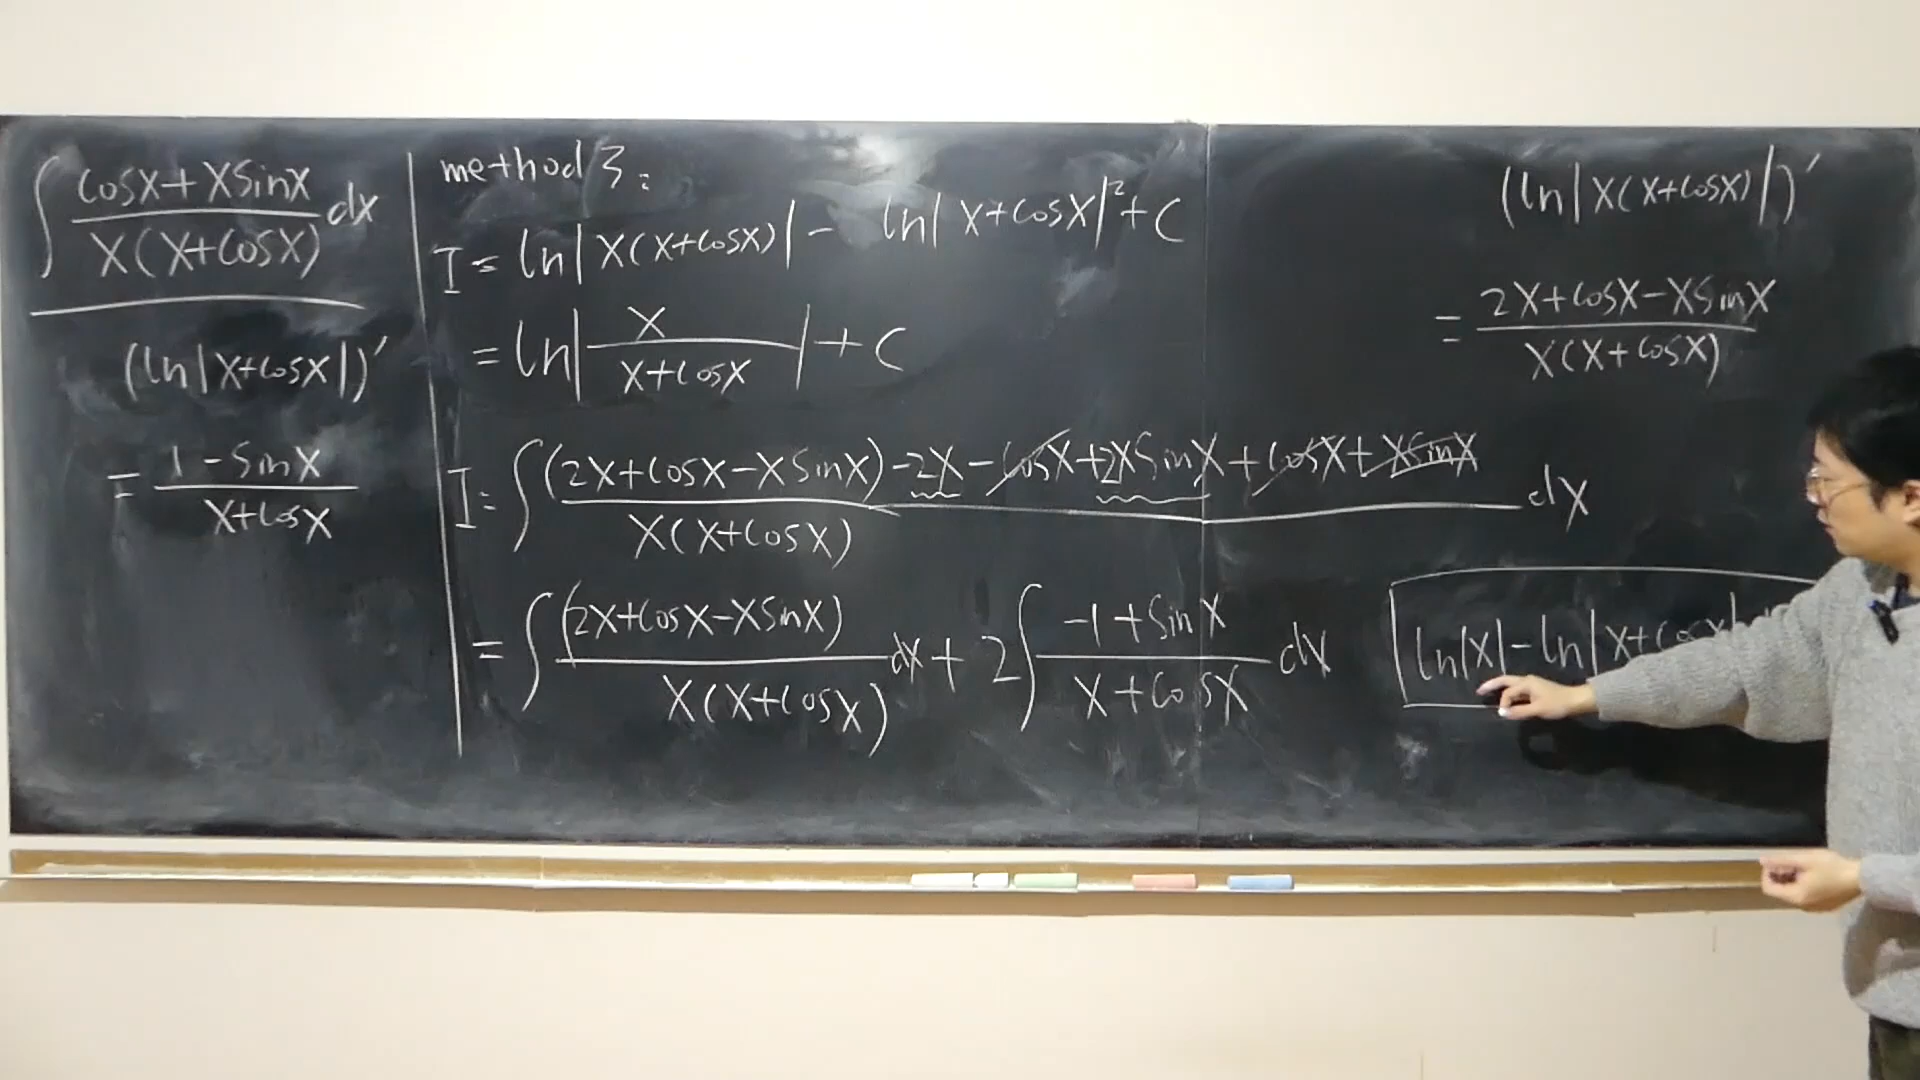 ∫ (cosx + xsinx) / (x(x+cosx)) dx
(ln|x+cosx|)′
= (1 - sinx) / (x+cosx)
method 3:
I = ln|x(x+cosx)| - ln|x+cosx|² + C
= ln| x / (x+cosx) | + C
I = ∫ ((2x+cosx-xsinx) -2x -cosx +2xsinx + cosx + xsinx) / (x(x+cosx)) dx
= ∫ (2x+cosx-xsinx) / (x(x+cosx)) dx + 2∫ (-1+sinx) / (x+cosx) dx
(ln|x(x+cosx)|)′
= (2x+cosx-xsinx) / (x(x+cosx))
ln|x| - ln|x+cosx|